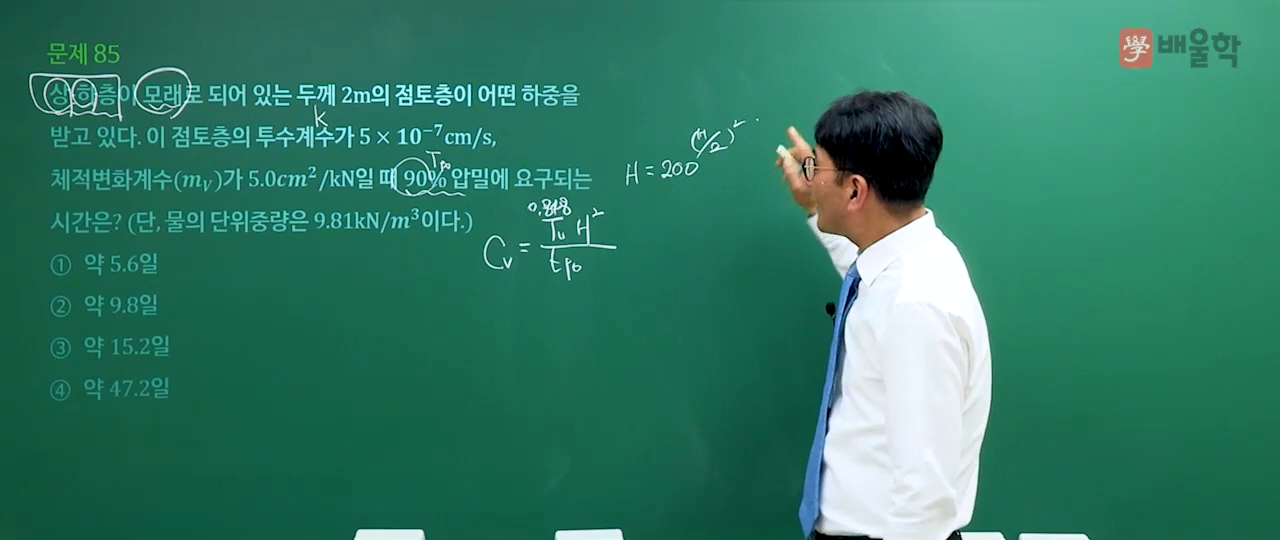 문제 85
學 배울학
상·하층이 모래로 되어 있는 두께 2m의 점토층이 어떤 하중을
K
받고 있다. 이 점토층의 투수계수가 5 × 10⁻⁷cm/s,
T₉₀
체적변화계수(m_V)가 5.0cm²/kN일 때 90% 압밀에 요구되는
H = 200 (H/2)²
시간은? (단, 물의 단위중량은 9.81kN/m³이다.)
0.848
C_v = T_v H² / t₉₀
① 약 5.6일
② 약 9.8일
③ 약 15.2일
④ 약 47.2일